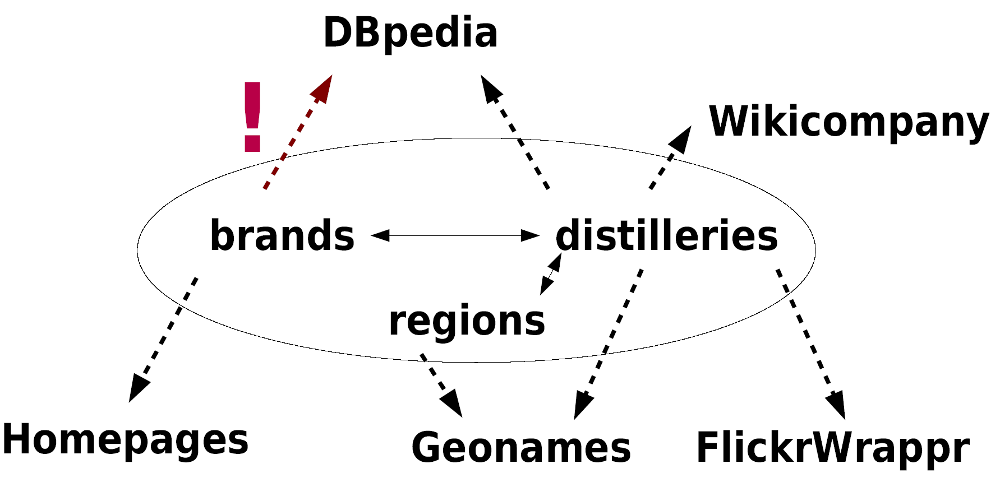 DBpedia
!
Wikicompany
brands
distilleries
regions
Homepages
Geonames
FlickrWrappr